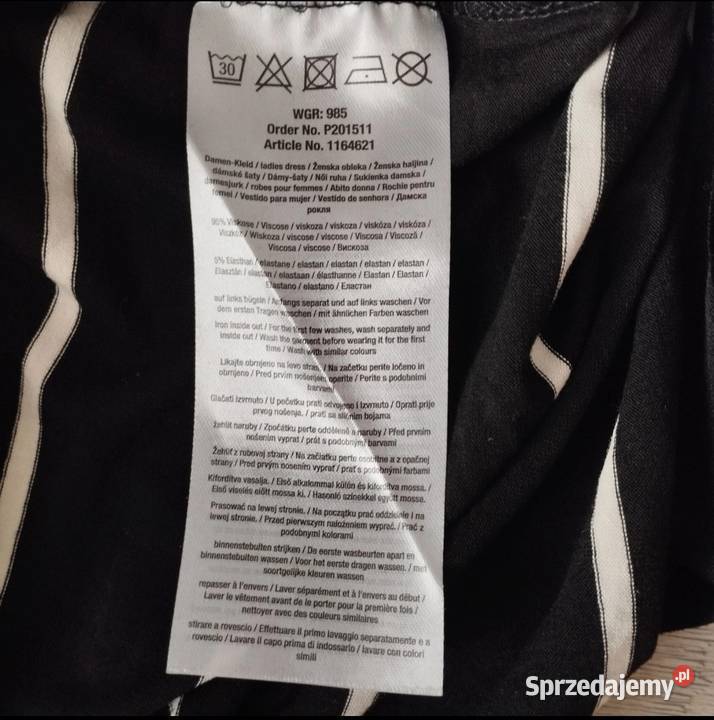 30
WGR: 985
Order No. P201511
Article No. 1164621
Damen-Kleid / ladies dress / Ženska obleka / Ženska haljina /
dámské šaty / Dámy-šaty / Női ruha / Sukienka damska /
damesjurk / robes pour femmes / Abito donna / Rochie pentru
femei / Vestido para mujer / Vestido de senhora / Дамска
рокля
95% Viskose / Viscose / viskoza / viskoza / viskóza / viskóza /
Viszkóz / Wiskoza / viscose / viscose / Viscosa / Viscoză /
Viscosa / viscose / Вискоза
5% Elasthan / elastane / elastan / elastan / elastan / elastan /
Elasztán / elastan / elastaan / élasthanne / Elastan / Elastan /
Elastano / elastano / Еластан
auf links bügeln / Anfangs separat und auf links waschen / Vor
dem ersten Tragen waschen / mit ähnlichen Farben waschen
Iron inside out / For the first few washes, wash separately and
inside out / Wash the garment before wearing it for the first
time / Wash with similar colours
Likajte obrnjeno na levo stran / Na začetku perite ločeno in
obrnjeno / Pred prvim nošenjem operite / Perite s podobnimi
barvami
Glačati izvrnuto / U početku prati odvojeno i izvrnuto / Oprati prije
prvog nošenja. / prati sa sličnim bojama
žehlit naruby / Zpočátku perte odděleně a naruby / Před prvním
nošením vyprat / prát s podobnými barvami
Žehliť z rubovej strany / Na začiatku perte osobitne a z opačnej
strany / Pred prvým nosením vyprať / prať s podobnými farbami
Kifordítva vasalja. / Első alkalommal külön és kifordítva mossa. /
Első viselés előtt mossa ki. / Hasonló színekkel együtt mossa.
Prasować na lewej stronie. / Na początku prać oddzielnie i na
lewej stronie. / Przed pierwszym nałożeniem wyprać. / Prać z
podobnymi kolorami
binnenstebuiten strijken / De eerste wasbeurten apart en
binnenstebuiten wassen / Voor het eerste dragen wassen. / met
soortgelijke kleuren wassen
repasser à l'envers / Laver séparément et à l'envers au début /
Laver le vêtement avant de le porter pour la première fois /
nettoyer avec des couleurs similaires
stirare a rovescio / Effettuare il primo lavaggio separatamente e a
rovescio / Lavare il capo prima di indossarlo / lavare con colori
simili
Sprzedajemy.pl